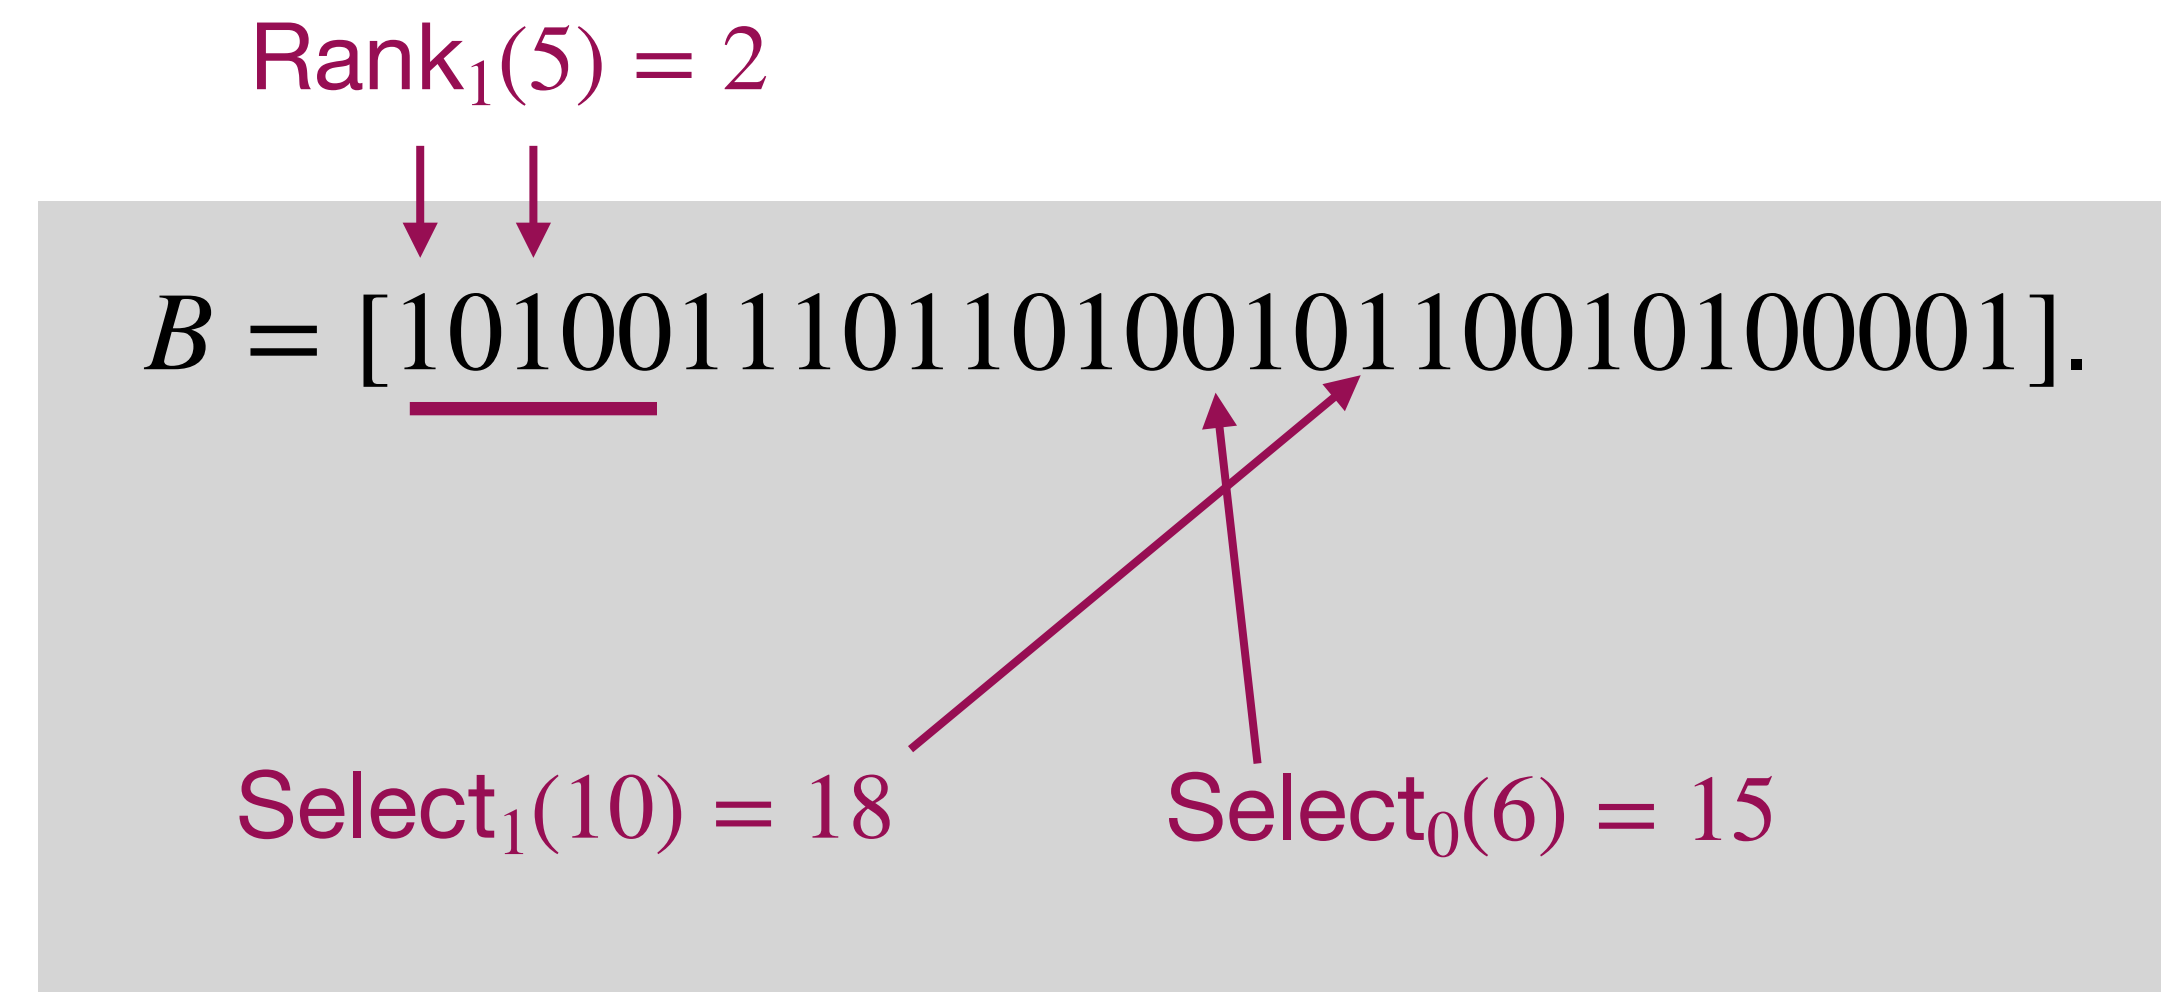 Rank₁(5) = 2
B = [10100111011010010110010100001].
Select₁(10) = 18
Select₀(6) = 15